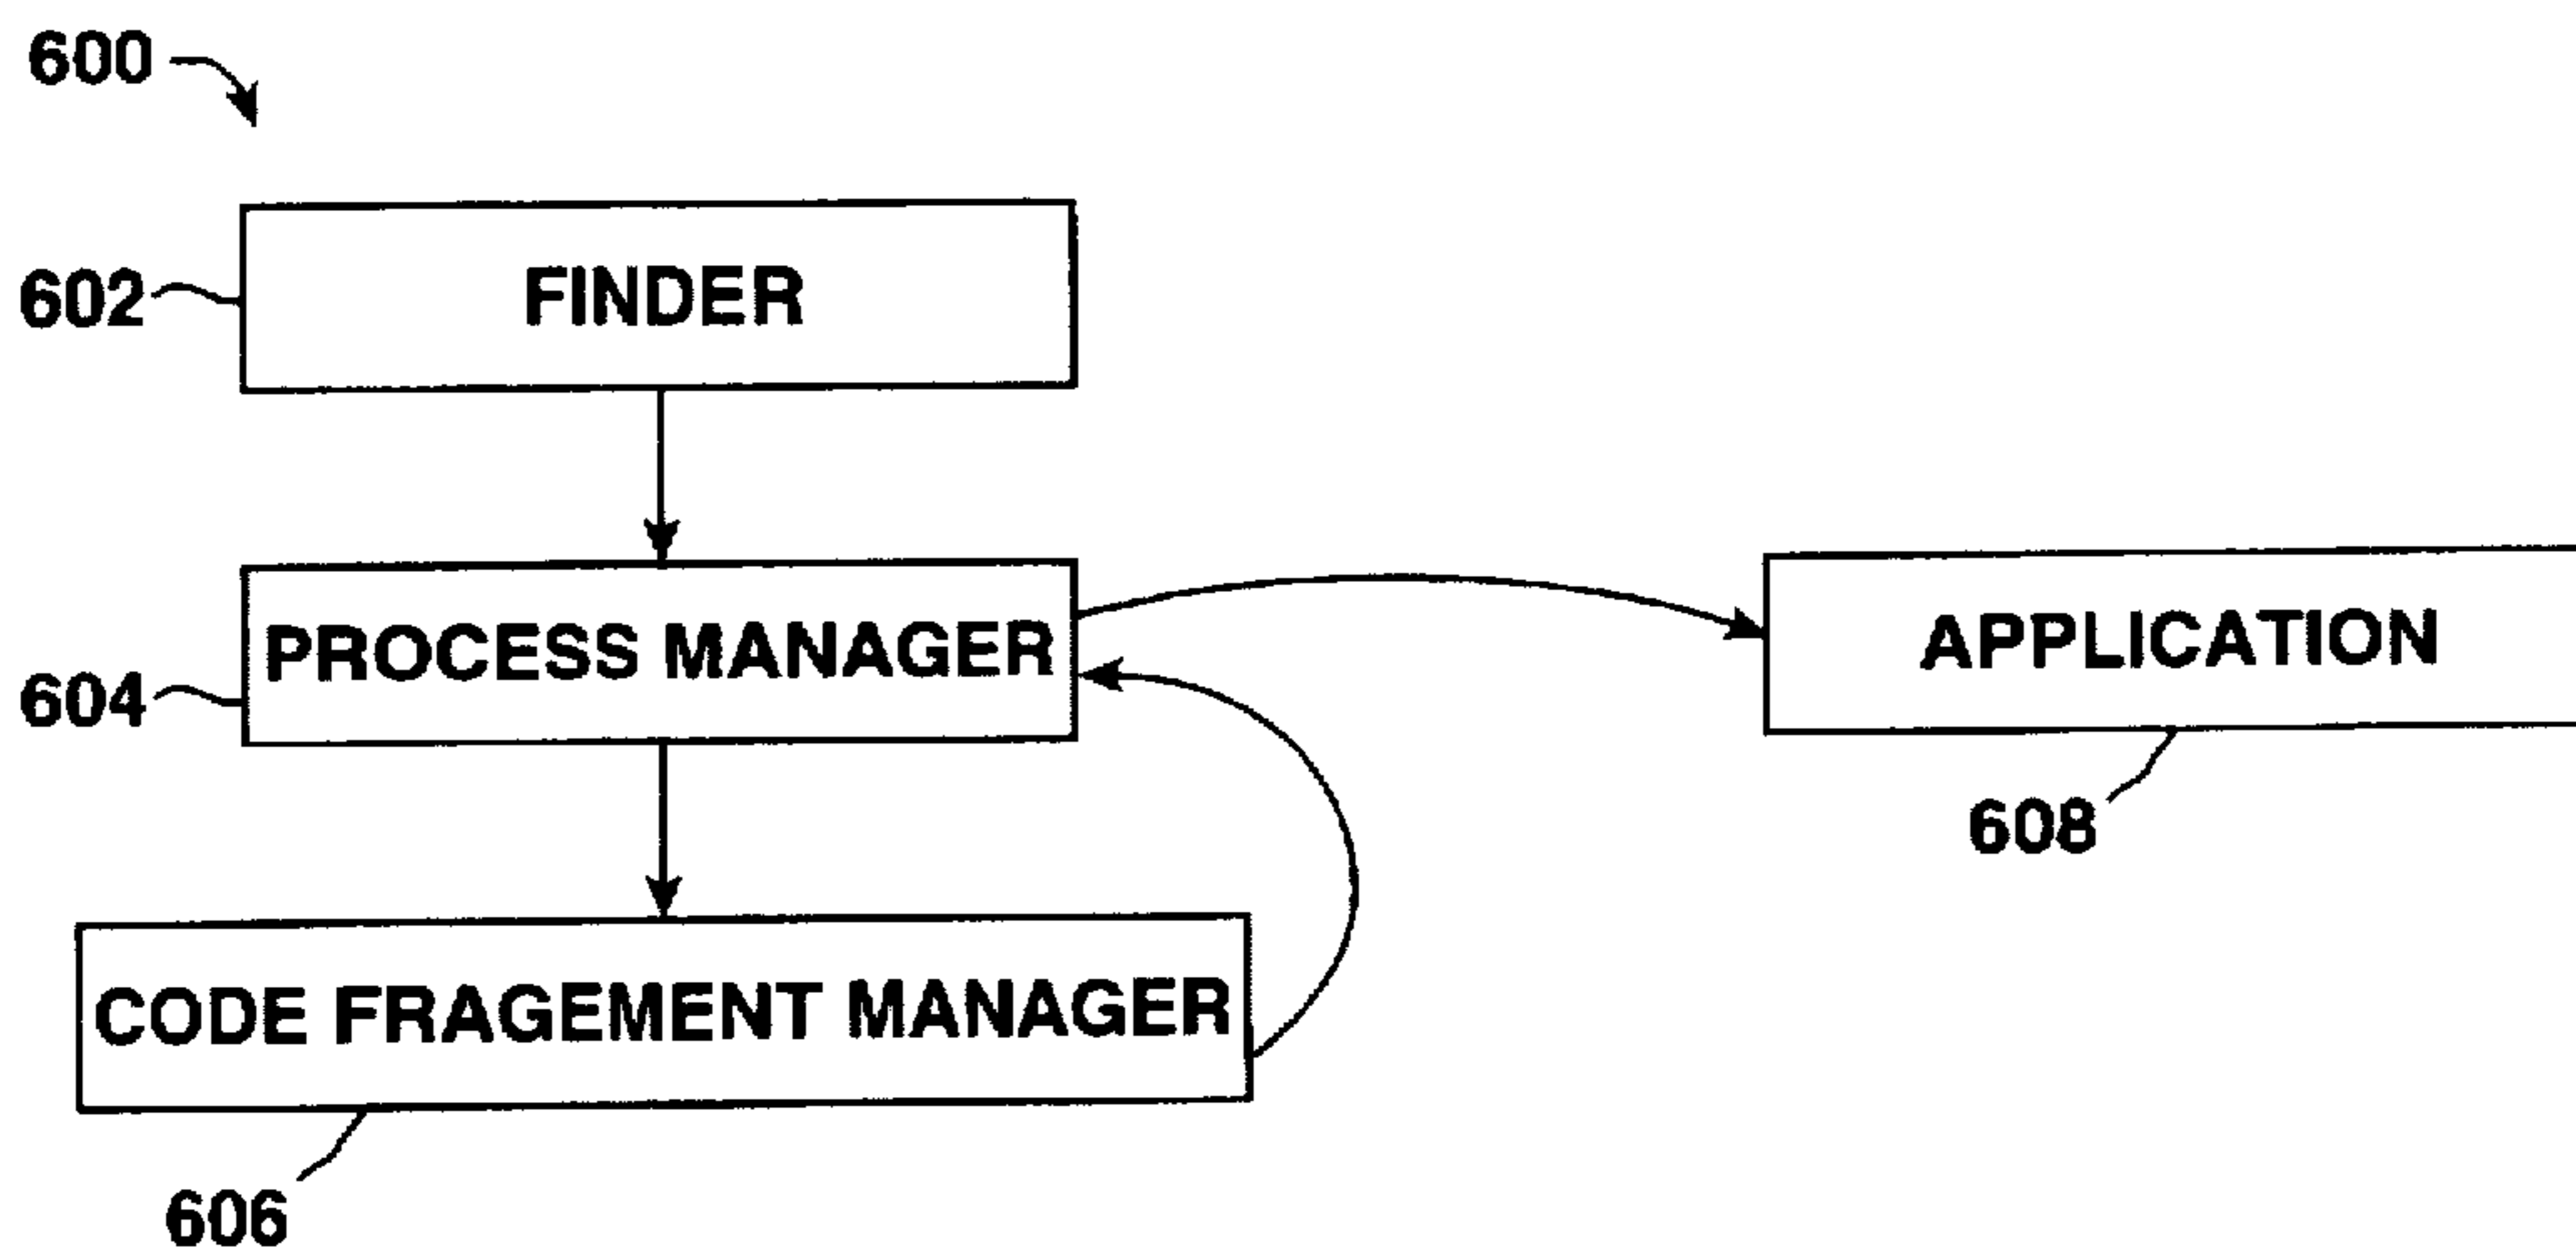 600
602
FINDER
604
PROCESS MANAGER
APPLICATION
608
CODE FRAGEMENT MANAGER
606